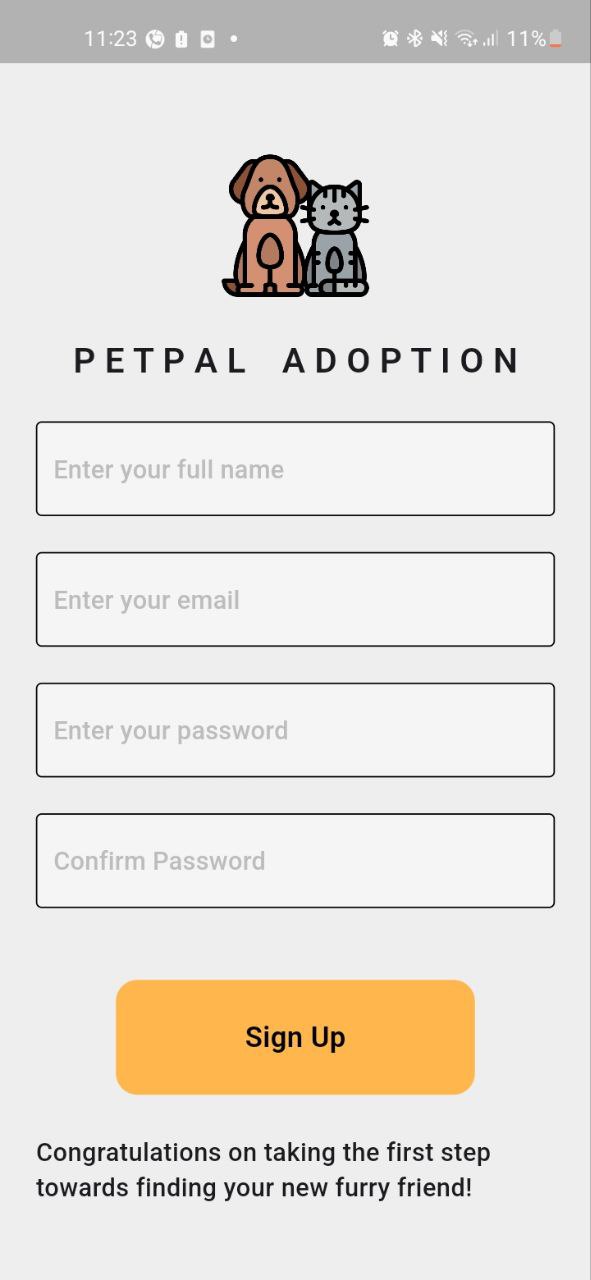 11:23
11%
PETPAL ADOPTION
Enter your full name
Enter your email
Enter your password
Confirm Password
Sign Up
Congratulations on taking the first step
towards finding your new furry friend!